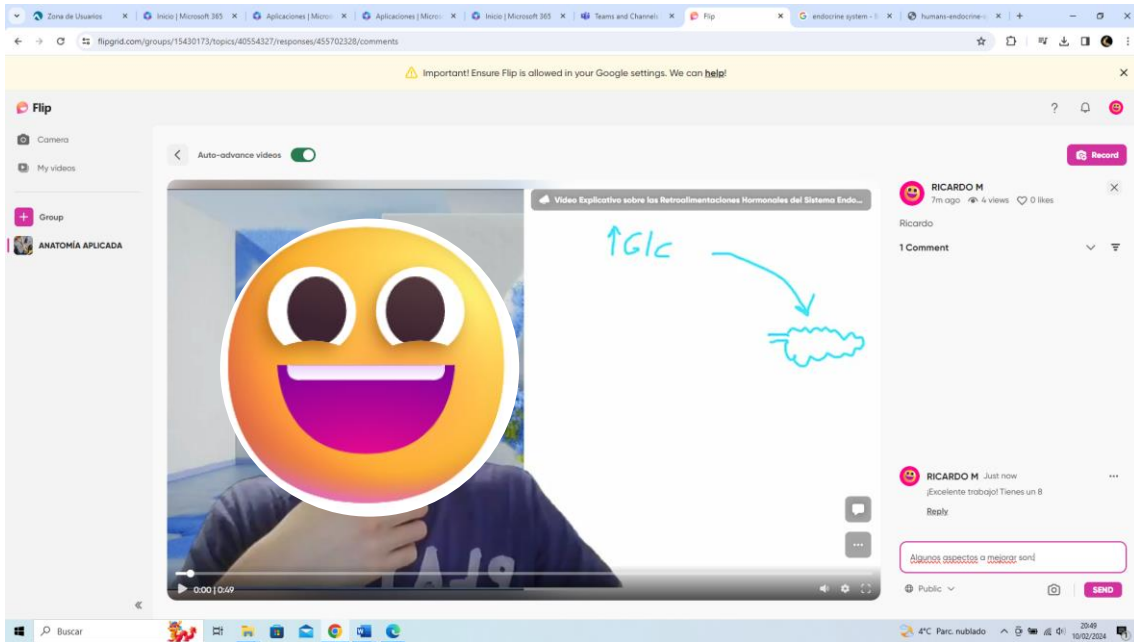 Zona de Usuarios
Inicio | Microsoft 365
Aplicaciones | Micros
Aplicaciones | Micros
Inicio | Microsoft 365
Teams and Channels
Flip
endocrine system - B
humans-endocrine-s
flipgrid.com/groups/15430173/topics/40554327/responses/455702328/comments
Important! Ensure Flip is allowed in your Google settings. We can help!
Flip
Camera
My videos
Group
ANATOMÍA APLICADA
Auto-advance videos
Record
Video Explicativo sobre las Retroalimentaciones Hormonales del Sistema Endo...
↑Glc
0:00 | 0:49
RICARDO M
7m ago 4 views 0 likes
Ricardo
1 Comment
RICARDO M Just now
¡Excelente trabajo! Tienes un 8
Reply
Algunos aspectos a mejorar son:
Public
SEND
Buscar
4°C Parc. nublado
20:49
10/02/2024